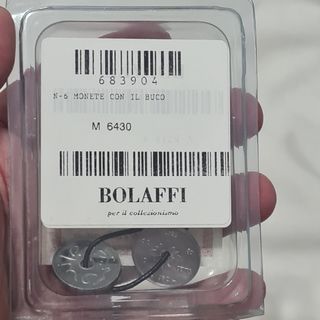 683904
N-6 MONETE CON IL BUCO
M 6430
BOLAFFI
per il collezionismo